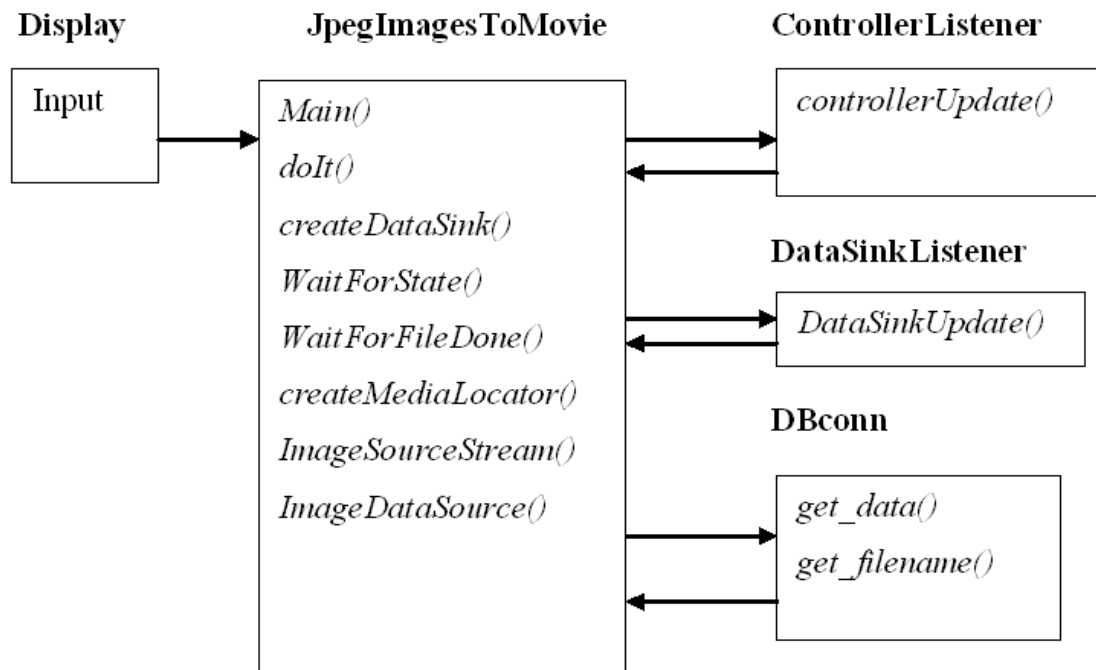 Display
Input
JpegImagesToMovie
Main()
doIt()
createDataSink()
WaitForState()
WaitForFileDone()
createMediaLocator()
ImageSourceStream()
ImageDataSource()
ControllerListener
controllerUpdate()
DataSinkListener
DataSinkUpdate()
DBconn
get_data()
get_filename()